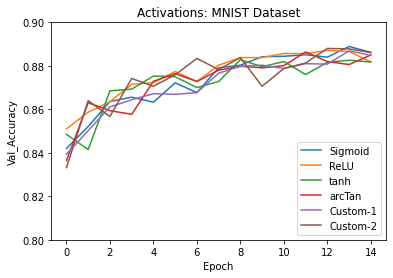 Activations: MNIST Dataset
0.90
0.88
0.86
0.84
0.82
0.80
Val_Accuracy
Sigmoid
ReLU
tanh
arcTan
Custom-1
Custom-2
0 2 4 6 8 10 12 14
Epoch